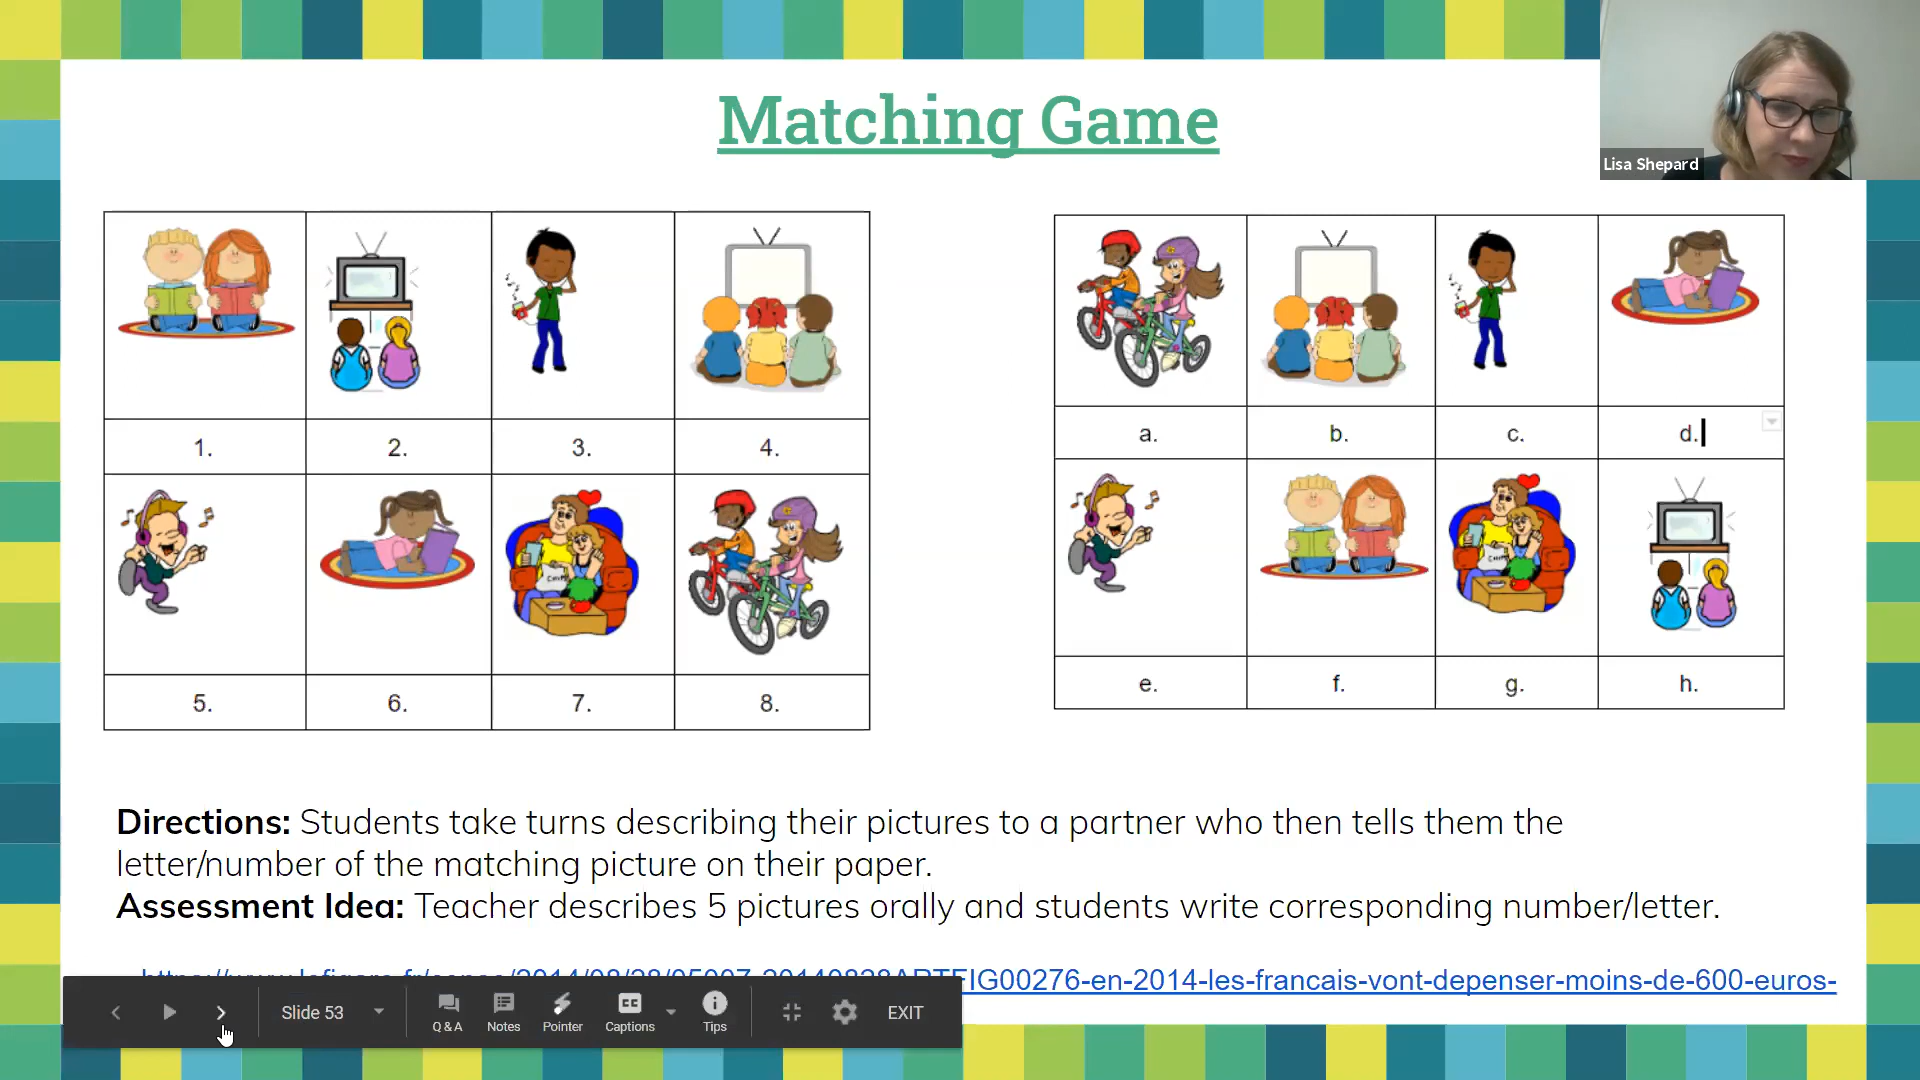 Matching Game
Lisa Shepard
1. 2. 3. 4.
5. 6. 7. 8.
a. b. c. d.
e. f. g. h.
Directions: Students take turns describing their pictures to a partner who then tells them the
letter/number of the matching picture on their paper.
Assessment Idea: Teacher describes 5 pictures orally and students write corresponding number/letter.
IG00276-en-2014-les-francais-vont-depenser-moins-de-600-euros-
Slide 53
Q & A Notes Pointer Captions Tips EXIT
CC